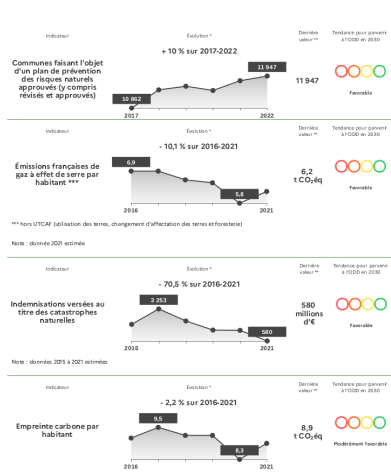 Indicateur
Évolution *
Dernière
valeur **
Tendance pour parvenir
à l'ODD en 2030
+ 10 % sur 2017-2022
Communes faisant l'objet
d'un plan de prévention
des risques naturels
approuvés (y compris
révisés et approuvés)
10 862
11 947
2017
2022
11 947
Favorable
Indicateur
Évolution *
Dernière
valeur **
Tendance pour parvenir
à l'ODD en 2030
- 10,1 % sur 2016-2021
Émissions françaises de
gaz à effet de serre par
habitant ***
6,9
5,8
2016
2021
6,2
t CO₂éq
Favorable
*** hors UTCAF (utilisation des terres, changement d'affectation des terres et foresterie)
Note : donnée 2021 estimée
Indicateur
Évolution *
Dernière
valeur **
Tendance pour parvenir
à l'ODD en 2030
- 70,5 % sur 2016-2021
Indemnisations versées au
titre des catastrophes
naturelles
3 253
580
2016
2021
580
millions
d'€
Favorable
Note : données 2015 à 2021 estimées
Indicateur
Évolution *
Dernière
valeur **
Tendance pour parvenir
à l'ODD en 2030
- 2,2 % sur 2016-2021
Empreinte carbone par
habitant
9,5
8,3
2016
2021
8,9
t CO₂éq
Modérément favorable